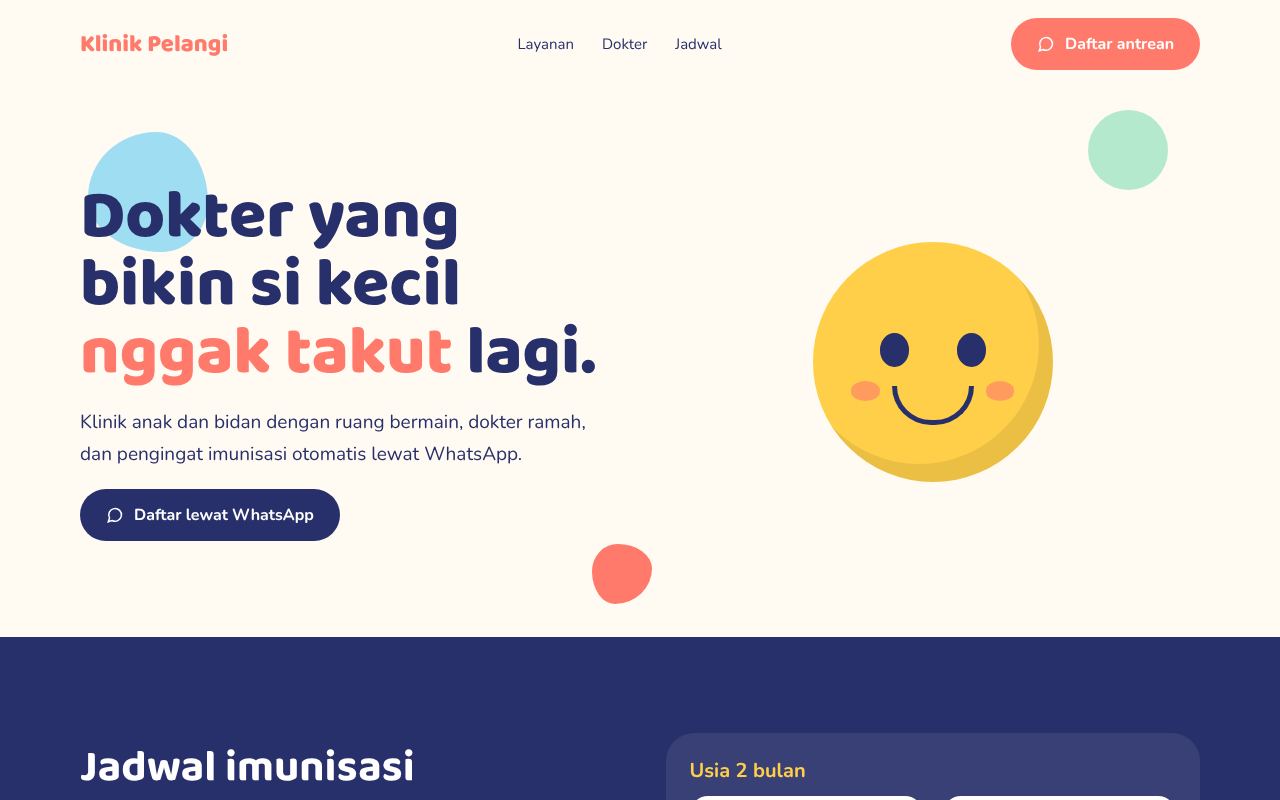 Klinik Pelangi
Layanan
Dokter
Jadwal
Daftar antrean
Dokter yang
bikin si kecil
nggak takut lagi.
Klinik anak dan bidan dengan ruang bermain, dokter ramah,
dan pengingat imunisasi otomatis lewat WhatsApp.
Daftar lewat WhatsApp
Jadwal imunisasi
Usia 2 bulan